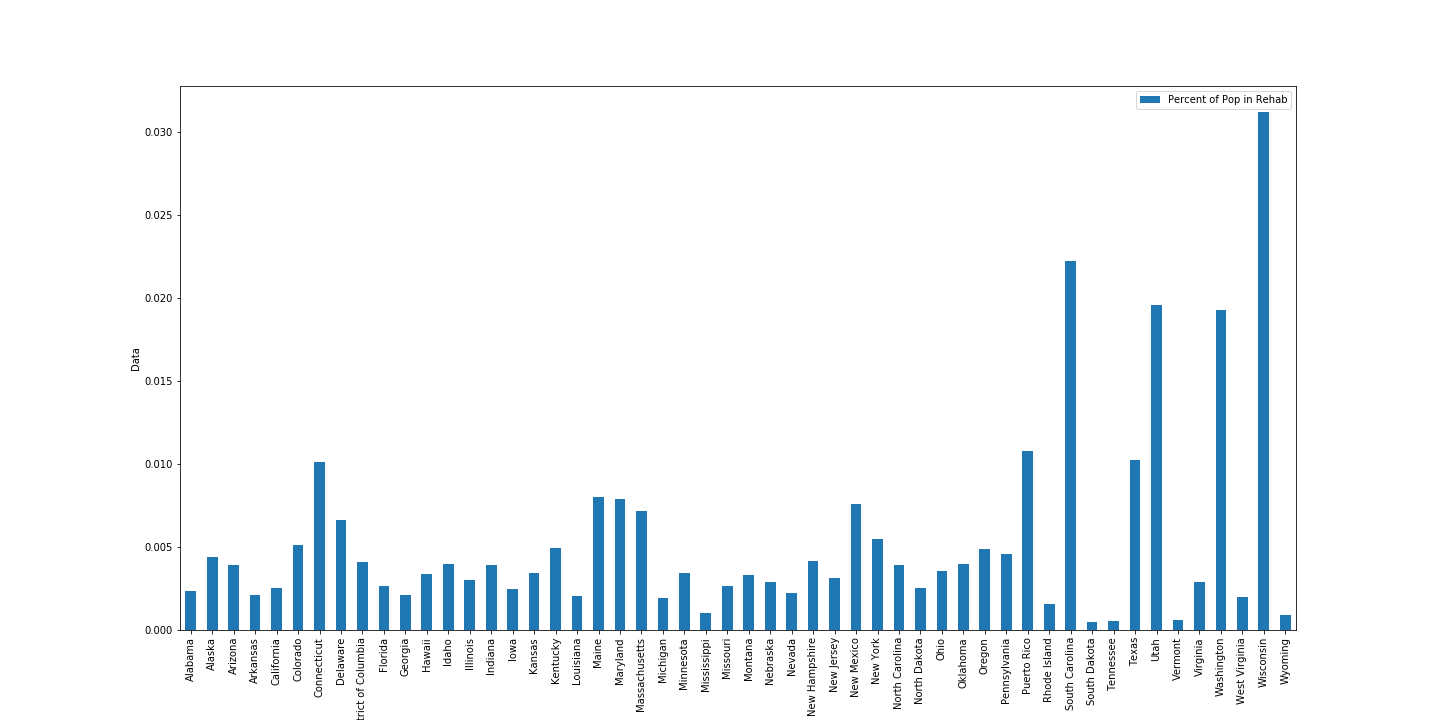 Percent of Pop in Rehab
0.030
0.025
0.020
0.015
0.010
0.005
0.000
Data
Alabama
Alaska
Arizona
Arkansas
California
Colorado
Connecticut
Delaware
trict of Columbia
Florida
Georgia
Hawaii
Idaho
Illinois
Indiana
Iowa
Kansas
Kentucky
Louisiana
Maine
Maryland
Massachusetts
Michigan
Minnesota
Mississippi
Missouri
Montana
Nebraska
Nevada
New Hampshire
New Jersey
New Mexico
New York
North Carolina
North Dakota
Ohio
Oklahoma
Oregon
Pennsylvania
Puerto Rico
Rhode Island
South Carolina
South Dakota
Tennessee
Texas
Utah
Vermont
Virginia
Washington
West Virginia
Wisconsin
Wyoming